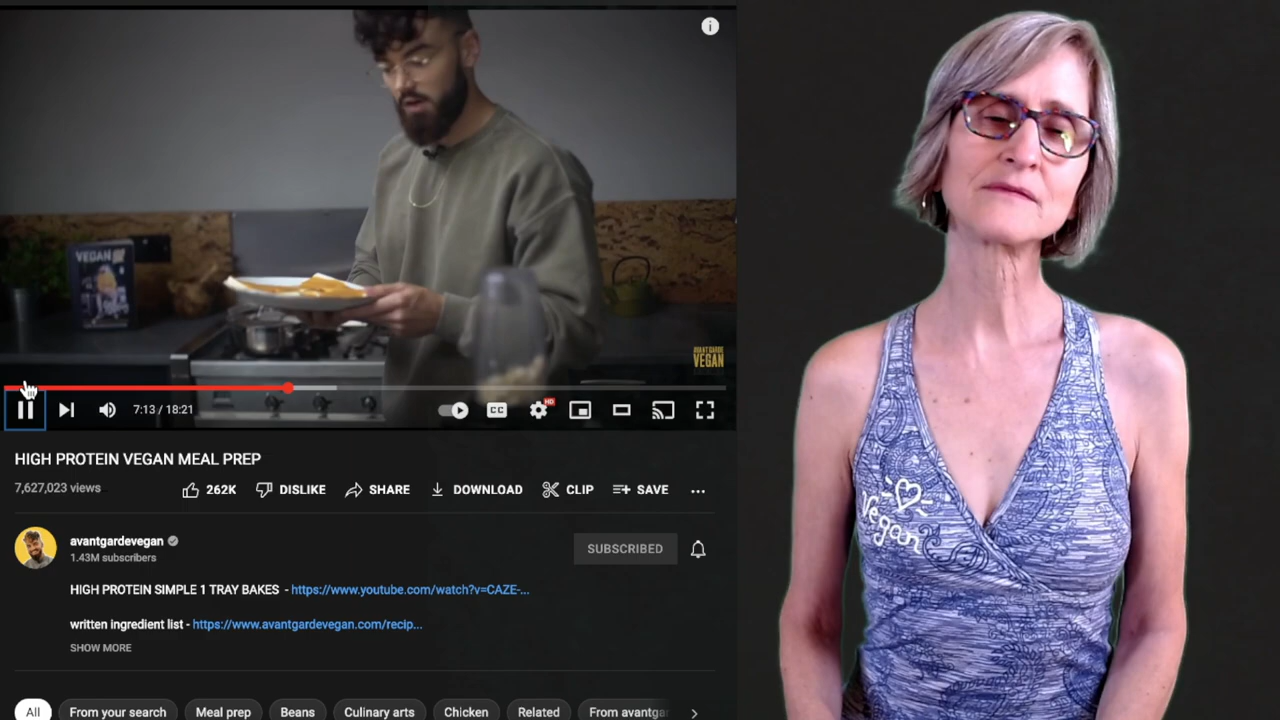 VEGAN
AVANT GARDE
VEGAN
7:13 / 18:21
CC
HD
HIGH PROTEIN VEGAN MEAL PREP
7,627,023 views
262K
DISLIKE
SHARE
DOWNLOAD
CLIP
SAVE
avantgardevegan
1.43M subscribers
SUBSCRIBED
HIGH PROTEIN SIMPLE 1 TRAY BAKES - https://www.youtube.com/watch?v=CAZE-...
written ingredient list - https://www.avantgardevegan.com/recip...
SHOW MORE
All
From your search
Meal prep
Beans
Culinary arts
Chicken
Related
From avantga
Vegan